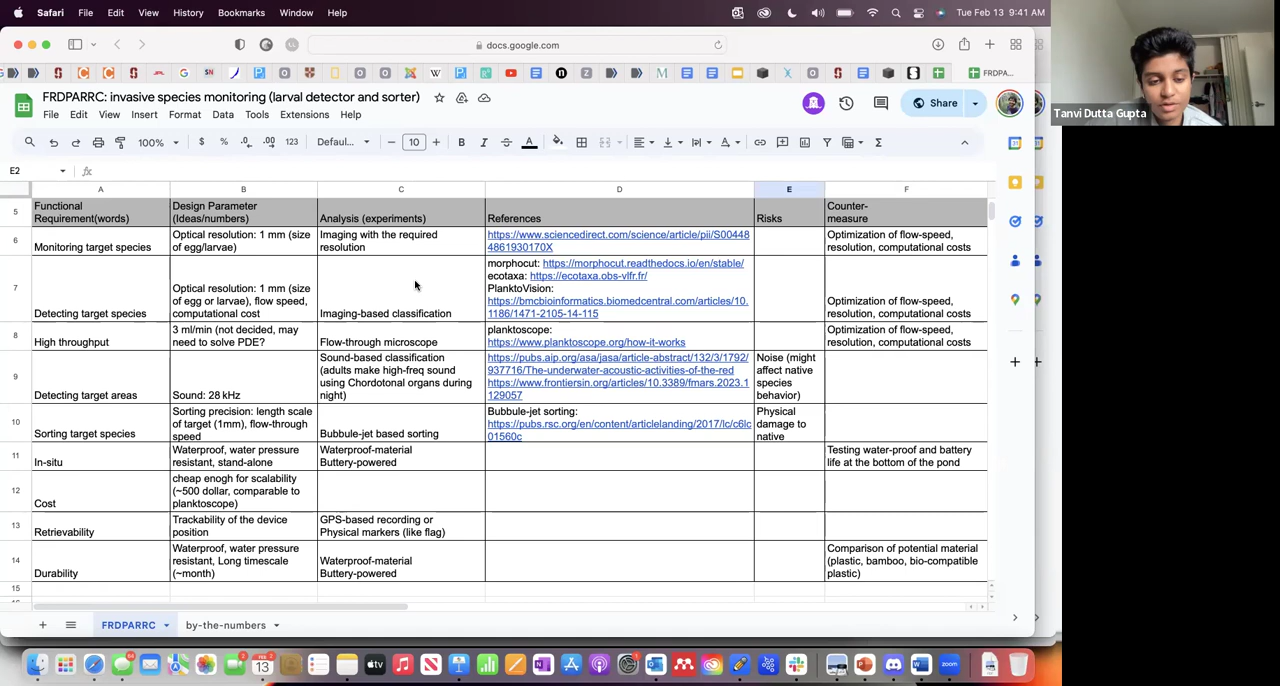 Safari File Edit View History Bookmarks Window Help Tue Feb 13 9:41 AM
docs.google.com
FRDPA...
FRDPARRC: invasive species monitoring (larval detector and sorter)
File Edit View Insert Format Data Tools Extensions Help
Share
Tanvi Dutta Gupta
100% $ % .0 .00 123 Defaul... 10
E2
A B C D E F
5 Functional Requirement(words) Design Parameter (Ideas/numbers) Analysis (experiments) References Risks Counter-measure
6 Monitoring target species Optical resolution: 1 mm (size of egg/larvae) Imaging with the required resolution https://www.sciencedirect.com/science/article/pii/S004484861930170X Optimization of flow-speed, resolution, computational costs
7 Detecting target species Optical resolution: 1 mm (size of egg or larvae), flow speed, computational cost Imaging-based classification morphocut: https://morphocut.readthedocs.io/en/stable/ ecotaxa: https://ecotaxa.obs-vlfr.fr/ PlanktoVision: https://bmcbioinformatics.biomedcentral.com/articles/10.1186/1471-2105-14-115 Optimization of flow-speed, resolution, computational costs
8 High throughput 3 ml/min (not decided, may need to solve PDE? Flow-through microscope planktoscope: https://www.planktoscope.org/how-it-works Optimization of flow-speed, resolution, computational costs
9 Detecting target areas Sound: 28 kHz Sound-based classification (adults make high-freq sound using Chordotonal organs during night) https://pubs.aip.org/asa/jasa/article-abstract/132/3/1792/937716/The-underwater-acoustic-activities-of-the-red https://www.frontiersin.org/articles/10.3389/fmars.2023.1129057 Noise (might affect native species behavior)
10 Sorting target species Sorting precision: length scale of target (1mm), flow-through speed Bubbule-jet based sorting Bubbule-jet sorting: https://pubs.rsc.org/en/content/articlelanding/2017/lc/c6lc01560c Physical damage to native
11 In-situ Waterproof, water pressure resistant, stand-alone Waterproof-material Buttery-powered Testing water-proof and battery life at the bottom of the pond
12 Cost cheap enogh for scalability (~500 dollar, comparable to planktoscope)
13 Retrievability Trackability of the device position GPS-based recording or Physical markers (like flag)
14 Durability Waterproof, water pressure resistant, Long timescale (~month) Waterproof-material Buttery-powered Comparison of potential material (plastic, bamboo, bio-compatible plastic)
15
FRDPARRC by-the-numbers